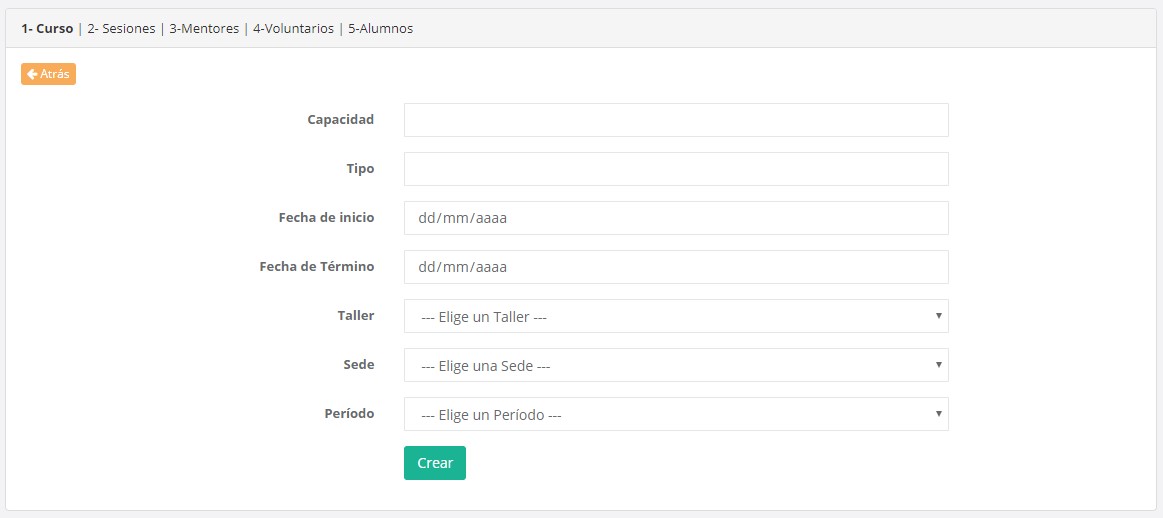 1- Curso | 2- Sesiones | 3-Mentores | 4-Voluntarios | 5-Alumnos
Atrás
Capacidad
Tipo
Fecha de inicio dd/mm/aaaa
Fecha de Término dd/mm/aaaa
Taller --- Elige un Taller ---
Sede --- Elige una Sede ---
Período --- Elige un Período ---
Crear